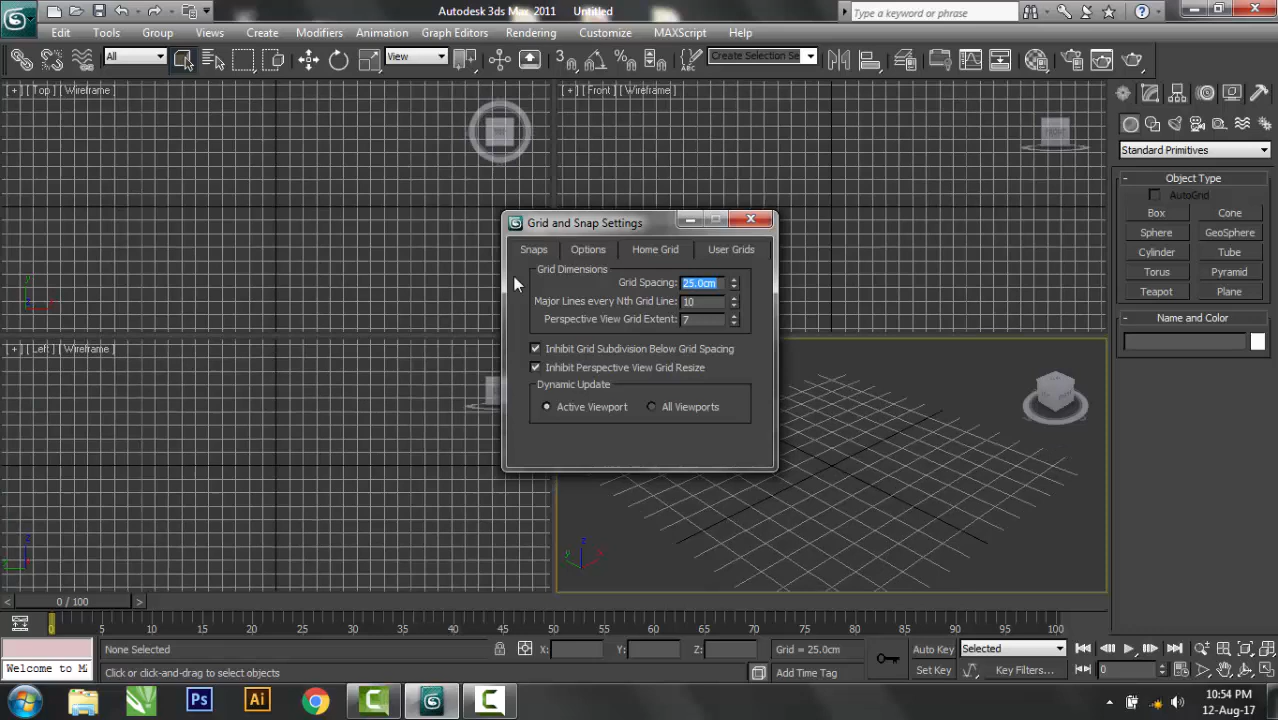 Autodesk 3ds Max 2011 Untitled
Type a keyword or phrase
Edit Tools Group Views Create Modifiers Animation Graph Editors Rendering Customize MAXScript Help
All View Create Selection Se
[ + ] [ Top ] [ Wireframe ]
[ + ] [ Front ] [ Wireframe ]
TOP
FRONT
Standard Primitives
- Object Type
AutoGrid
Box Cone
Sphere GeoSphere
Cylinder Tube
Torus Pyramid
Teapot Plane
- Name and Color
Grid and Snap Settings
Snaps Options Home Grid User Grids
Grid Dimensions
Grid Spacing: 25.0cm
Major Lines every Nth Grid Line: 10
Perspective View Grid Extent: 7
Inhibit Grid Subdivision Below Grid Spacing
Inhibit Perspective View Grid Resize
Dynamic Update
Active Viewport All Viewports
[ + ] [ Left ] [ Wireframe ]
y
x
z
z
y
x
< 0 / 100 >
0 5 10 15 20 25 30 35 40 45 50 55 60 65 70 75 80 85 90 95 100
None Selected X: Y: Z: Grid = 25.0cm Auto Key Selected
Welcome to M Click or click-and-drag to select objects Add Time Tag Set Key Key Filters... 0
Ps Ai
10:54 PM
12-Aug-17